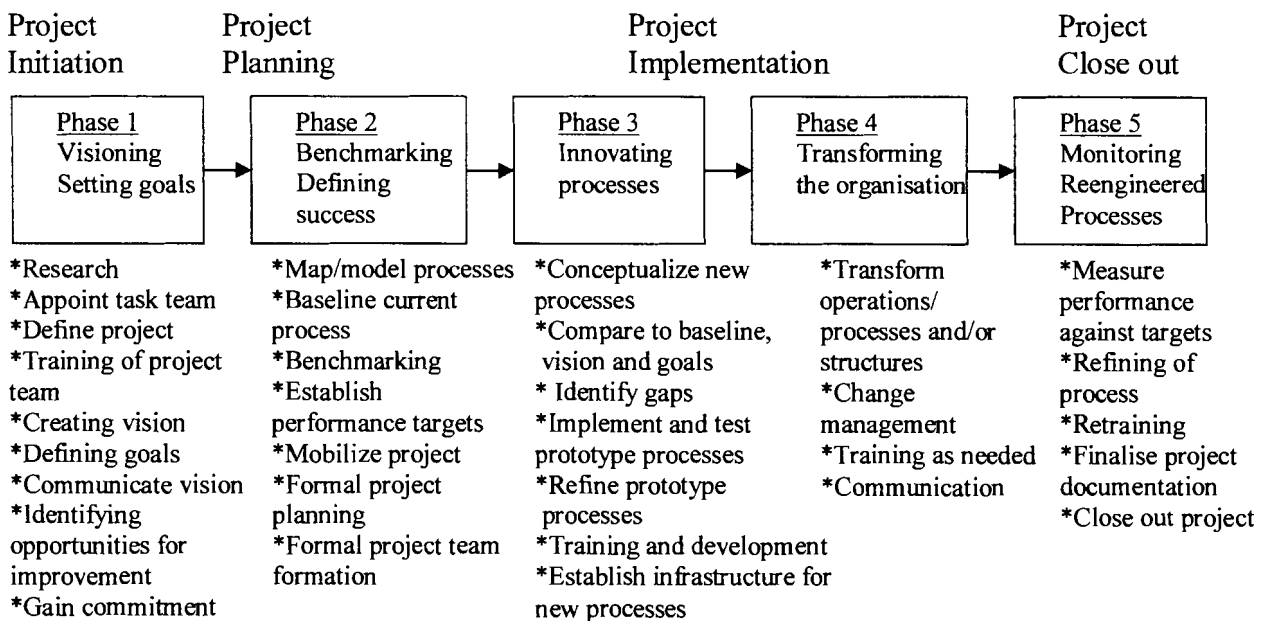 Project
Initiation
Project
Planning
Project
Implementation
Project
Close out
Phase 1
Visioning
Setting goals
Phase 2
Benchmarking
Defining
success
Phase 3
Innovating
processes
Phase 4
Transforming
the organisation
Phase 5
Monitoring
Reengineered
Processes
*Research
*Appoint task team
*Define project
*Training of project
team
*Creating vision
*Defining goals
*Communicate vision
*Identifying
opportunities for
improvement
*Gain commitment
*Map/model processes
*Baseline current
process
*Benchmarking
*Establish
performance targets
*Mobilize project
*Formal project
planning
*Formal project team
formation
*Conceptualize new
processes
*Compare to baseline,
vision and goals
* Identify gaps
*Implement and test
prototype processes
*Refine prototype
processes
*Training and development
*Establish infrastructure for
new processes
*Transform
operations/
processes and/or
structures
*Change
management
*Training as needed
*Communication
*Measure
performance
against targets
*Refining of
process
*Retraining
*Finalise project
documentation
*Close out project